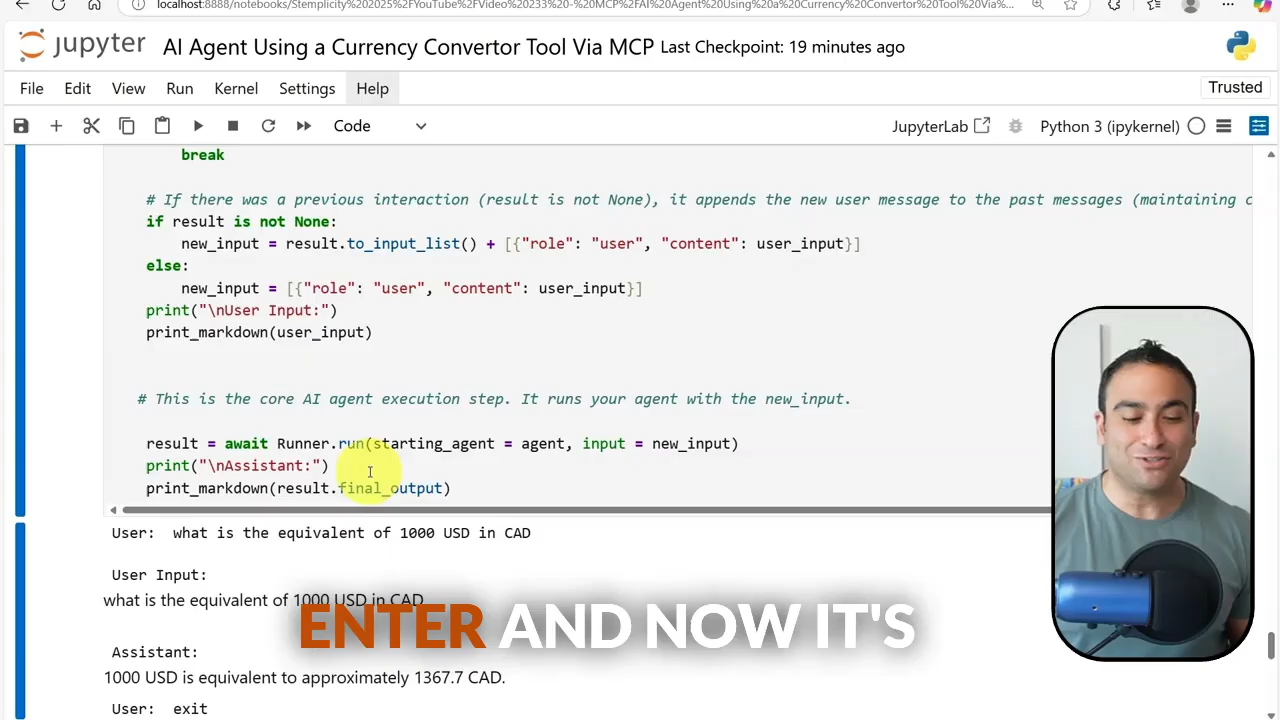 localhost:8888/notebooks/Stemplicity%202025%2FYouTube%2FVideo%2033%20-%20MCP%2FAI%20Agent%20Using%20a%20Currency%20Convertor%20Tool%20Via%...
jupyter AI Agent Using a Currency Convertor Tool Via MCP Last Checkpoint: 19 minutes ago
File Edit View Run Kernel Settings Help Trusted
Code JupyterLab Python 3 (ipykernel)
break
# If there was a previous interaction (result is not None), it appends the new user message to the past messages (maintaining c
if result is not None:
new_input = result.to_input_list() + [{"role": "user", "content": user_input}]
else:
new_input = [{"role": "user", "content": user_input}]
print("\nUser Input:")
print_markdown(user_input)
# This is the core AI agent execution step. It runs your agent with the new_input.
result = await Runner.run(starting_agent = agent, input = new_input)
print("\nAssistant:")
print_markdown(result.final_output)
User: what is the equivalent of 1000 USD in CAD
User Input:
what is the equivalent of 1000 USD in CAD
ENTER AND NOW IT'S
Assistant:
1000 USD is equivalent to approximately 1367.7 CAD.
User: exit